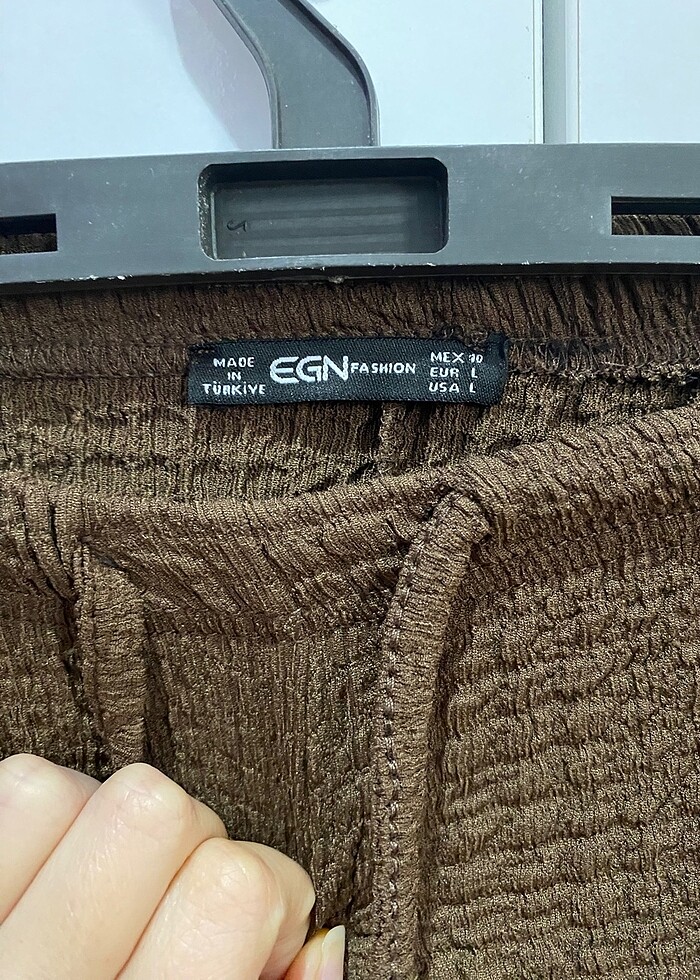 MADE
IN
TÜRKİYE
EGN FASHION
MEX 30
EUR L
USA L